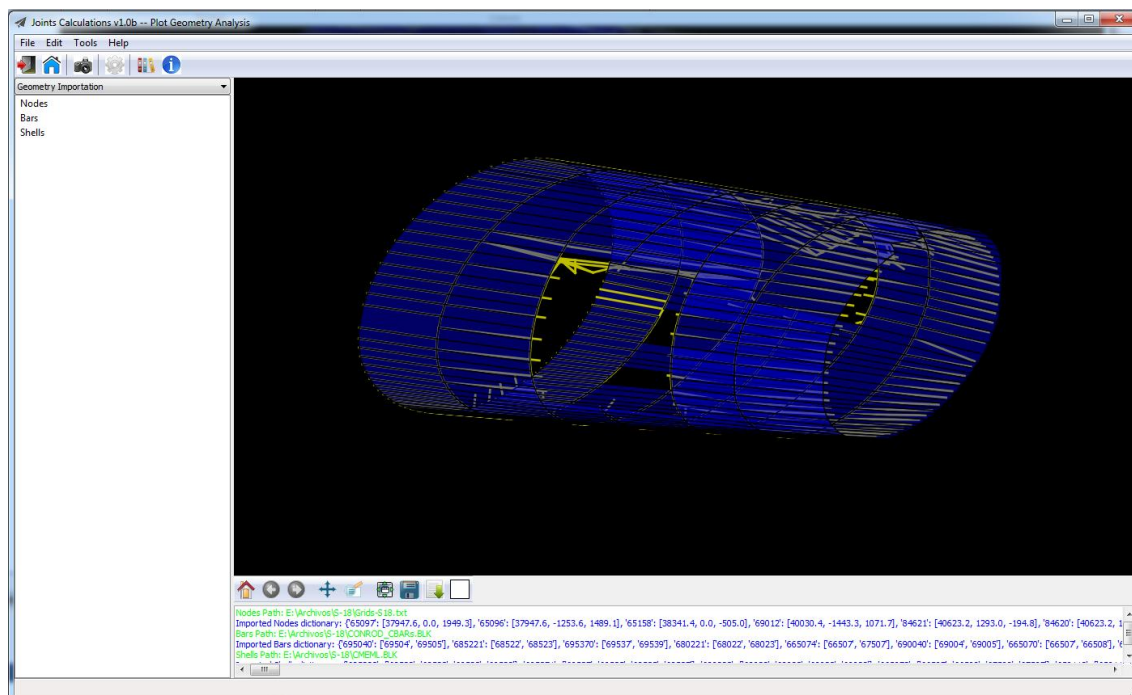 Joints Calculations v1.0b -- Plot Geometry Analysis
File Edit Tools Help
Geometry Importation
Nodes
Bars
Shells
Nodes Path: E:\Archivos\S-18\Grids-S18.txt
Imported Nodes dictionary: {'65097': [37947.6, 0.0, 1949.3], '65096': [37947.6, -1253.6, 1489.1], '65158': [38341.4, 0.0, -505.0], '69012': [40030.4, -1443.3, 1071.7], '84621': [40623.2, 1293.0, -194.8], '84620': [40623.2, 1
Bars Path: E:\Archivos\S-18\CONROD_CBARs.BLK
Imported Bars dictionary: {'695040': ['69504', '69505'], '685221': ['68522', '68523'], '695370': ['69537', '69539'], '680221': ['68022', '68023'], '665074': ['66507', '67507'], '690040': ['69004', '69005'], '665070': ['66507', '66508'],
Shells Path: E:\Archivos\S-18\CMEML.BLK